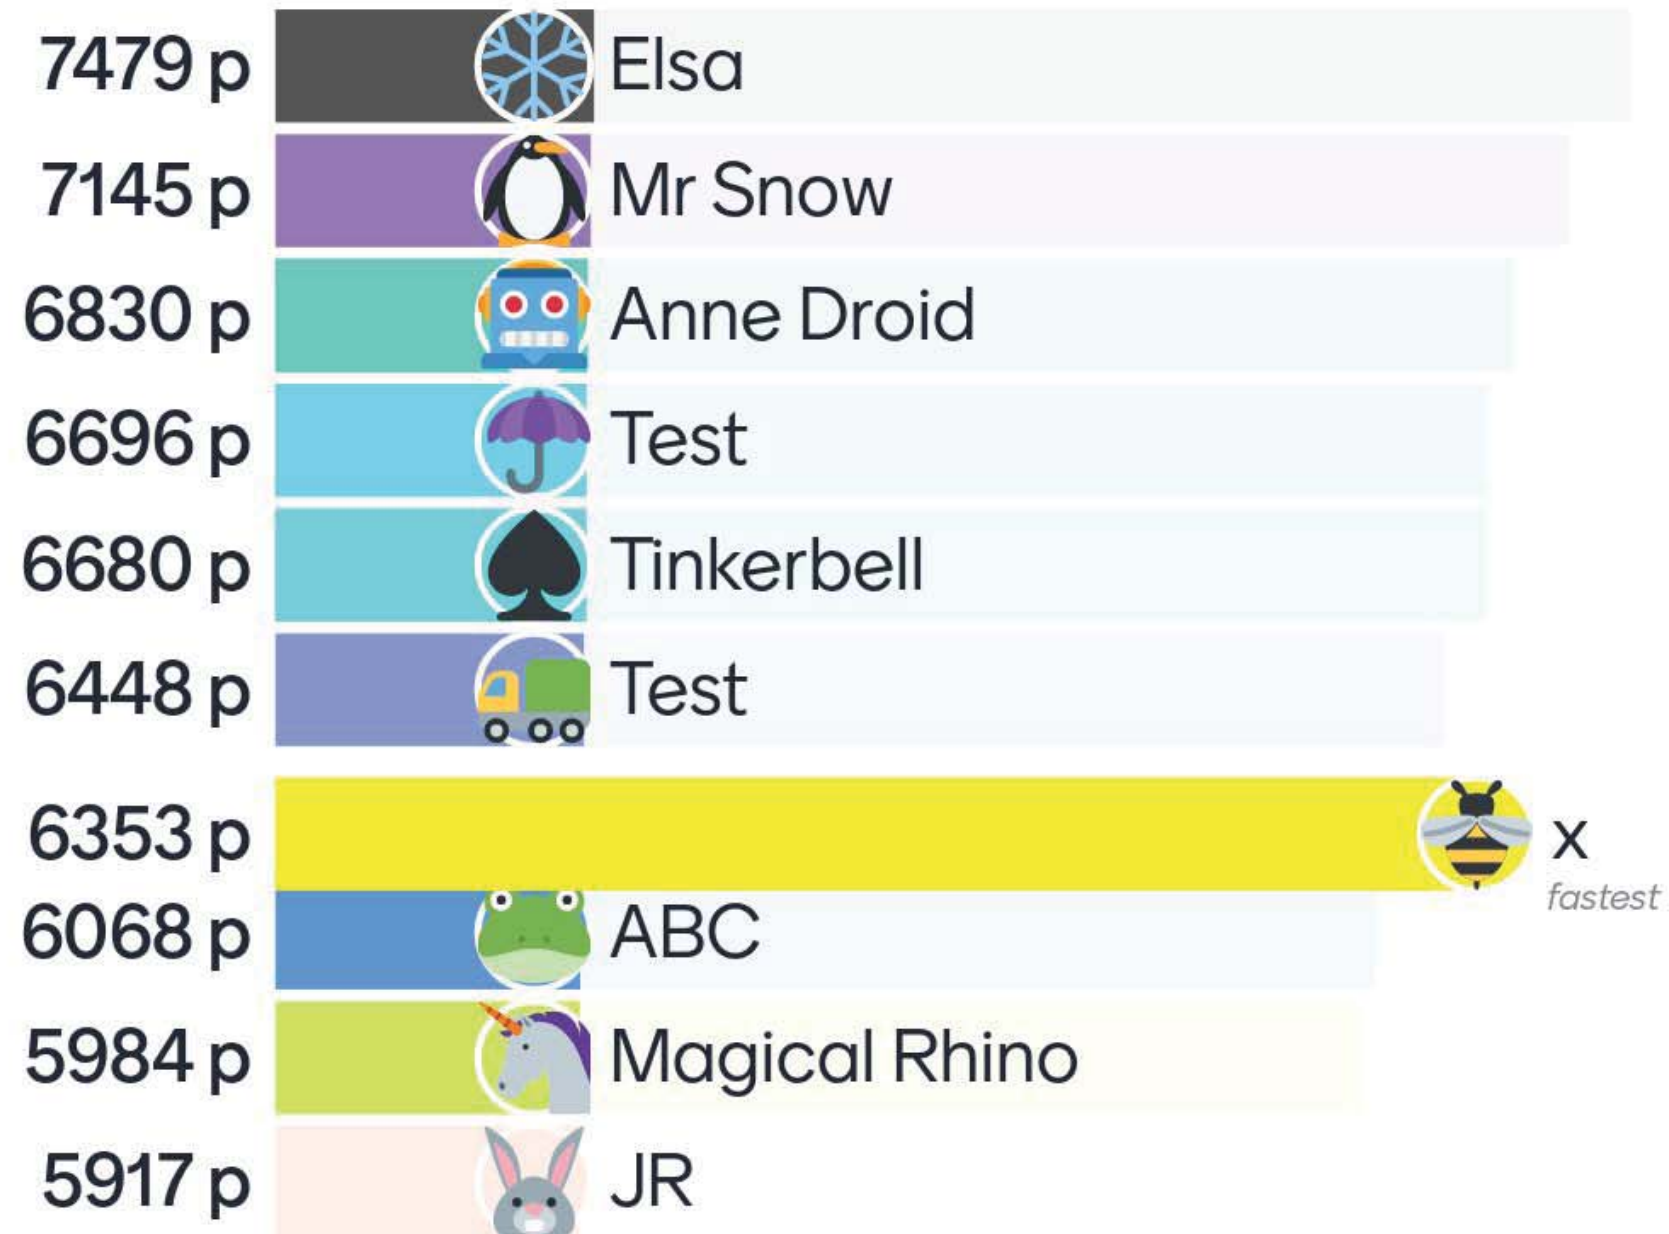 7479 p Elsa
7145 p Mr Snow
6830 p Anne Droid
6696 p Test
6680 p Tinkerbell
6448 p Test
6353 p x
fastest
6068 p ABC
5984 p Magical Rhino
5917 p JR